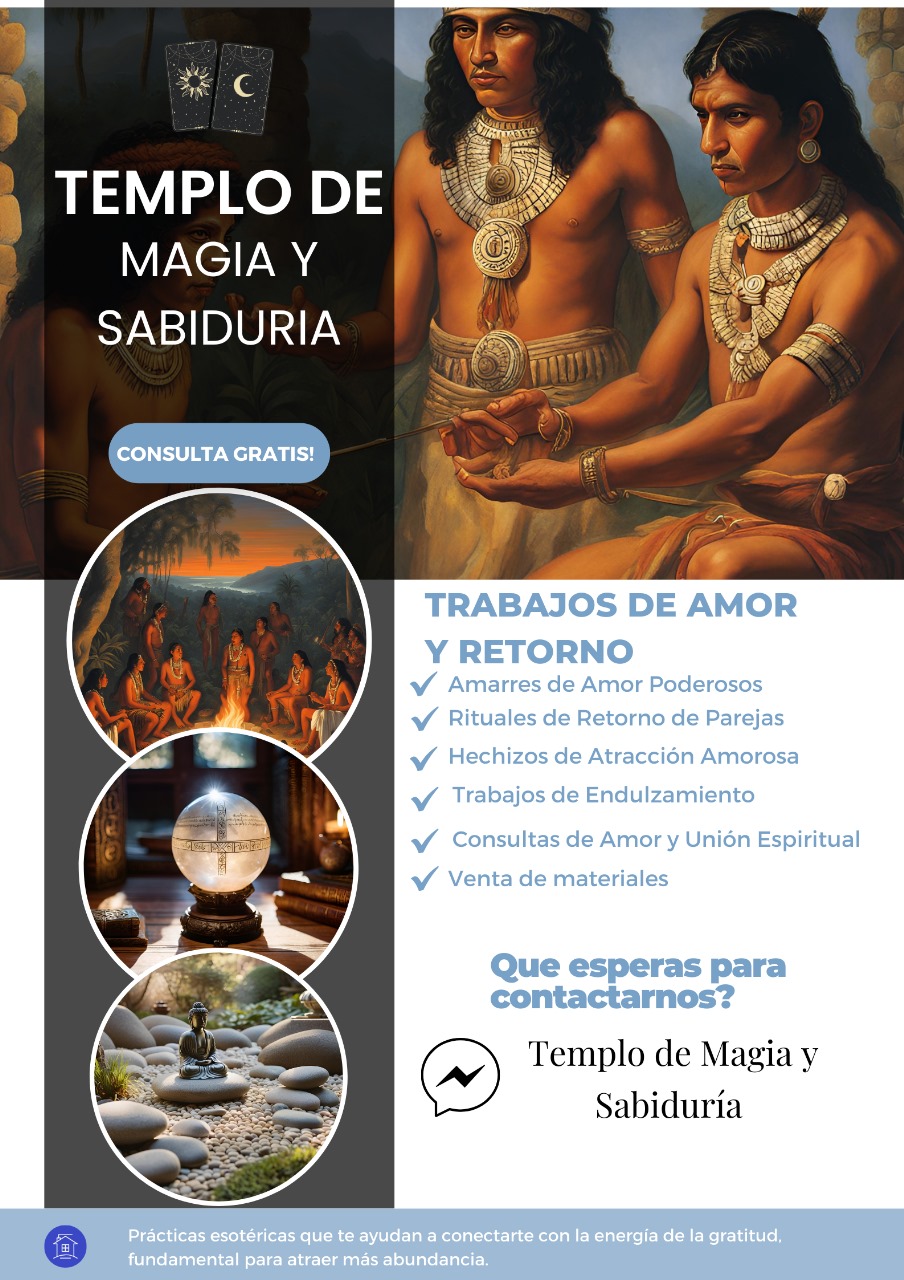 TEMPLO DE
MAGIA Y
SABIDURIA
CONSULTA GRATIS!
TRABAJOS DE AMOR
Y RETORNO
Amarres de Amor Poderosos
Rituales de Retorno de Parejas
Hechizos de Atracción Amorosa
Trabajos de Endulzamiento
Consultas de Amor y Unión Espiritual
Venta de materiales
Que esperas para
contactarnos?
Templo de Magia y
Sabiduría
Prácticas esotéricas que te ayudan a conectarte con la energía de la gratitud,
fundamental para atraer más abundancia.